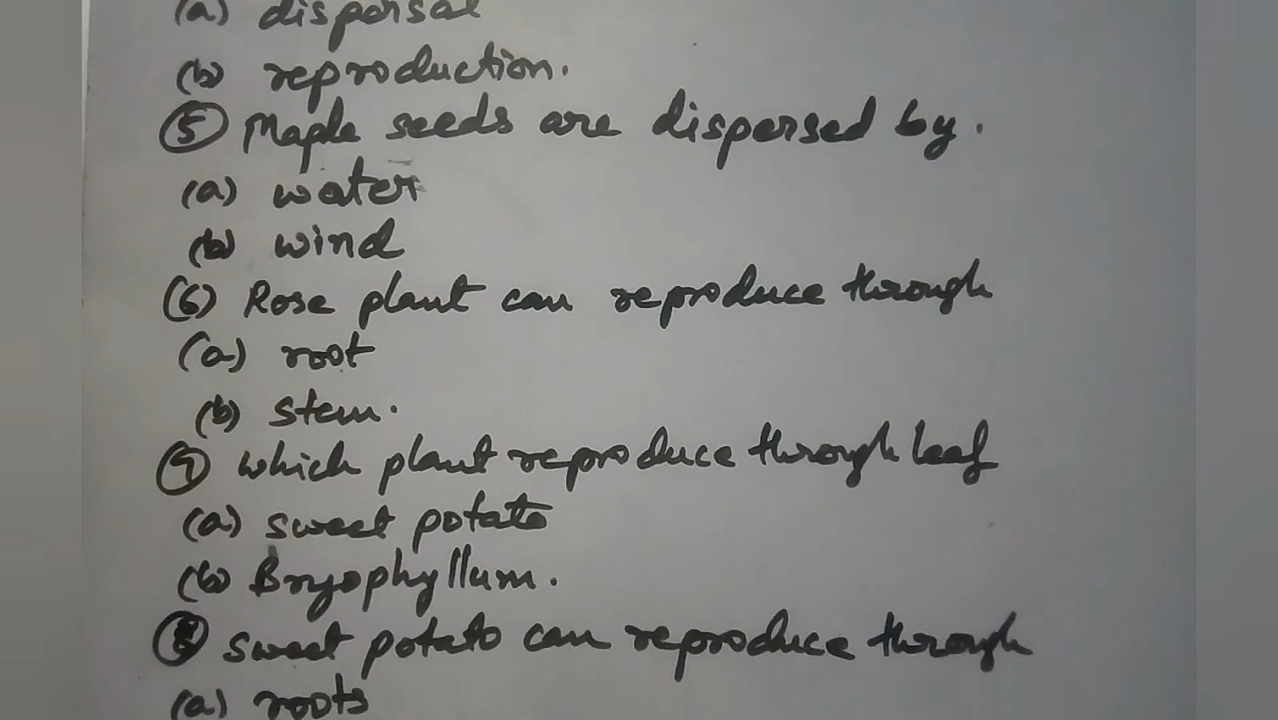 (a) dispersal
(b) reproduction.
(5) Maple seeds are dispersed by.
(a) water
(b) wind
(6) Rose plant can reproduce through
(a) root
(b) stem.
(7) which plant reproduce through leaf
(a) sweet potato
(b) Bryophyllum.
(8) sweet potato can reproduce through
(a) roots